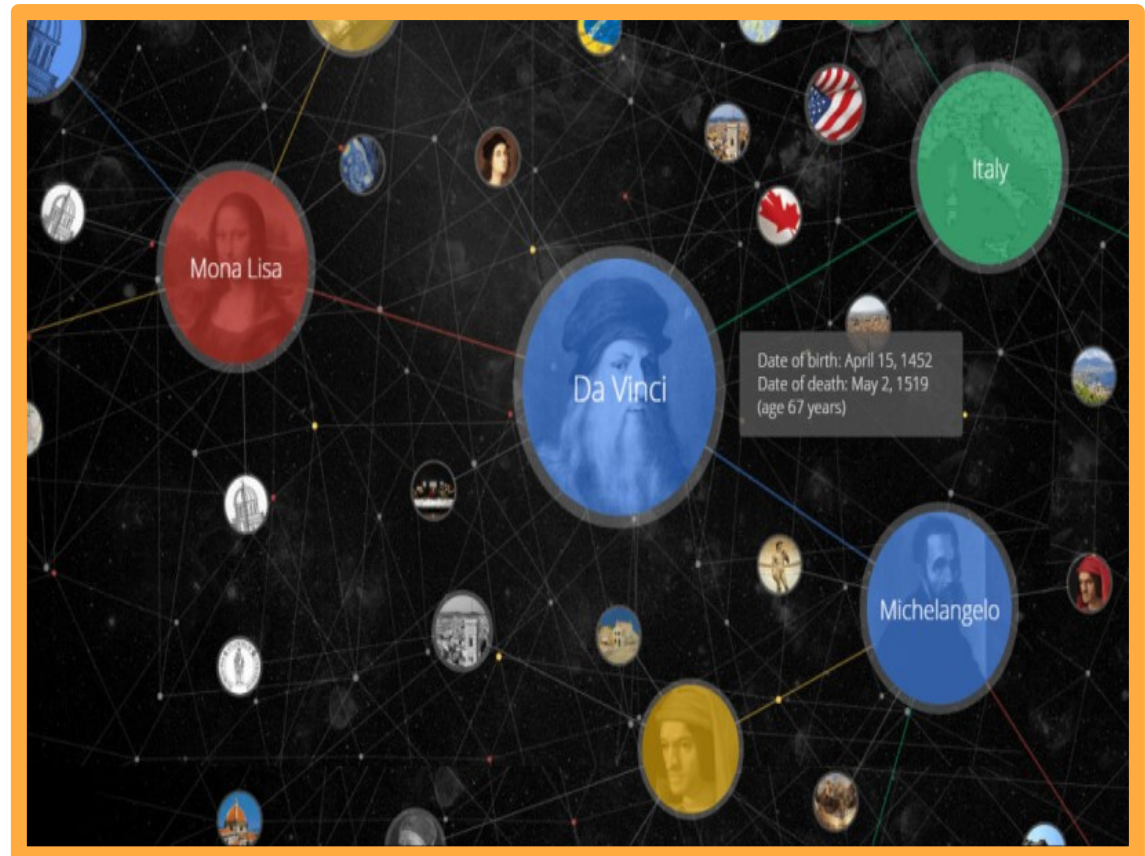 Italy
Mona Lisa
Da Vinci
Date of birth: April 15, 1452
Date of death: May 2, 1519
(age 67 years)
Michelangelo